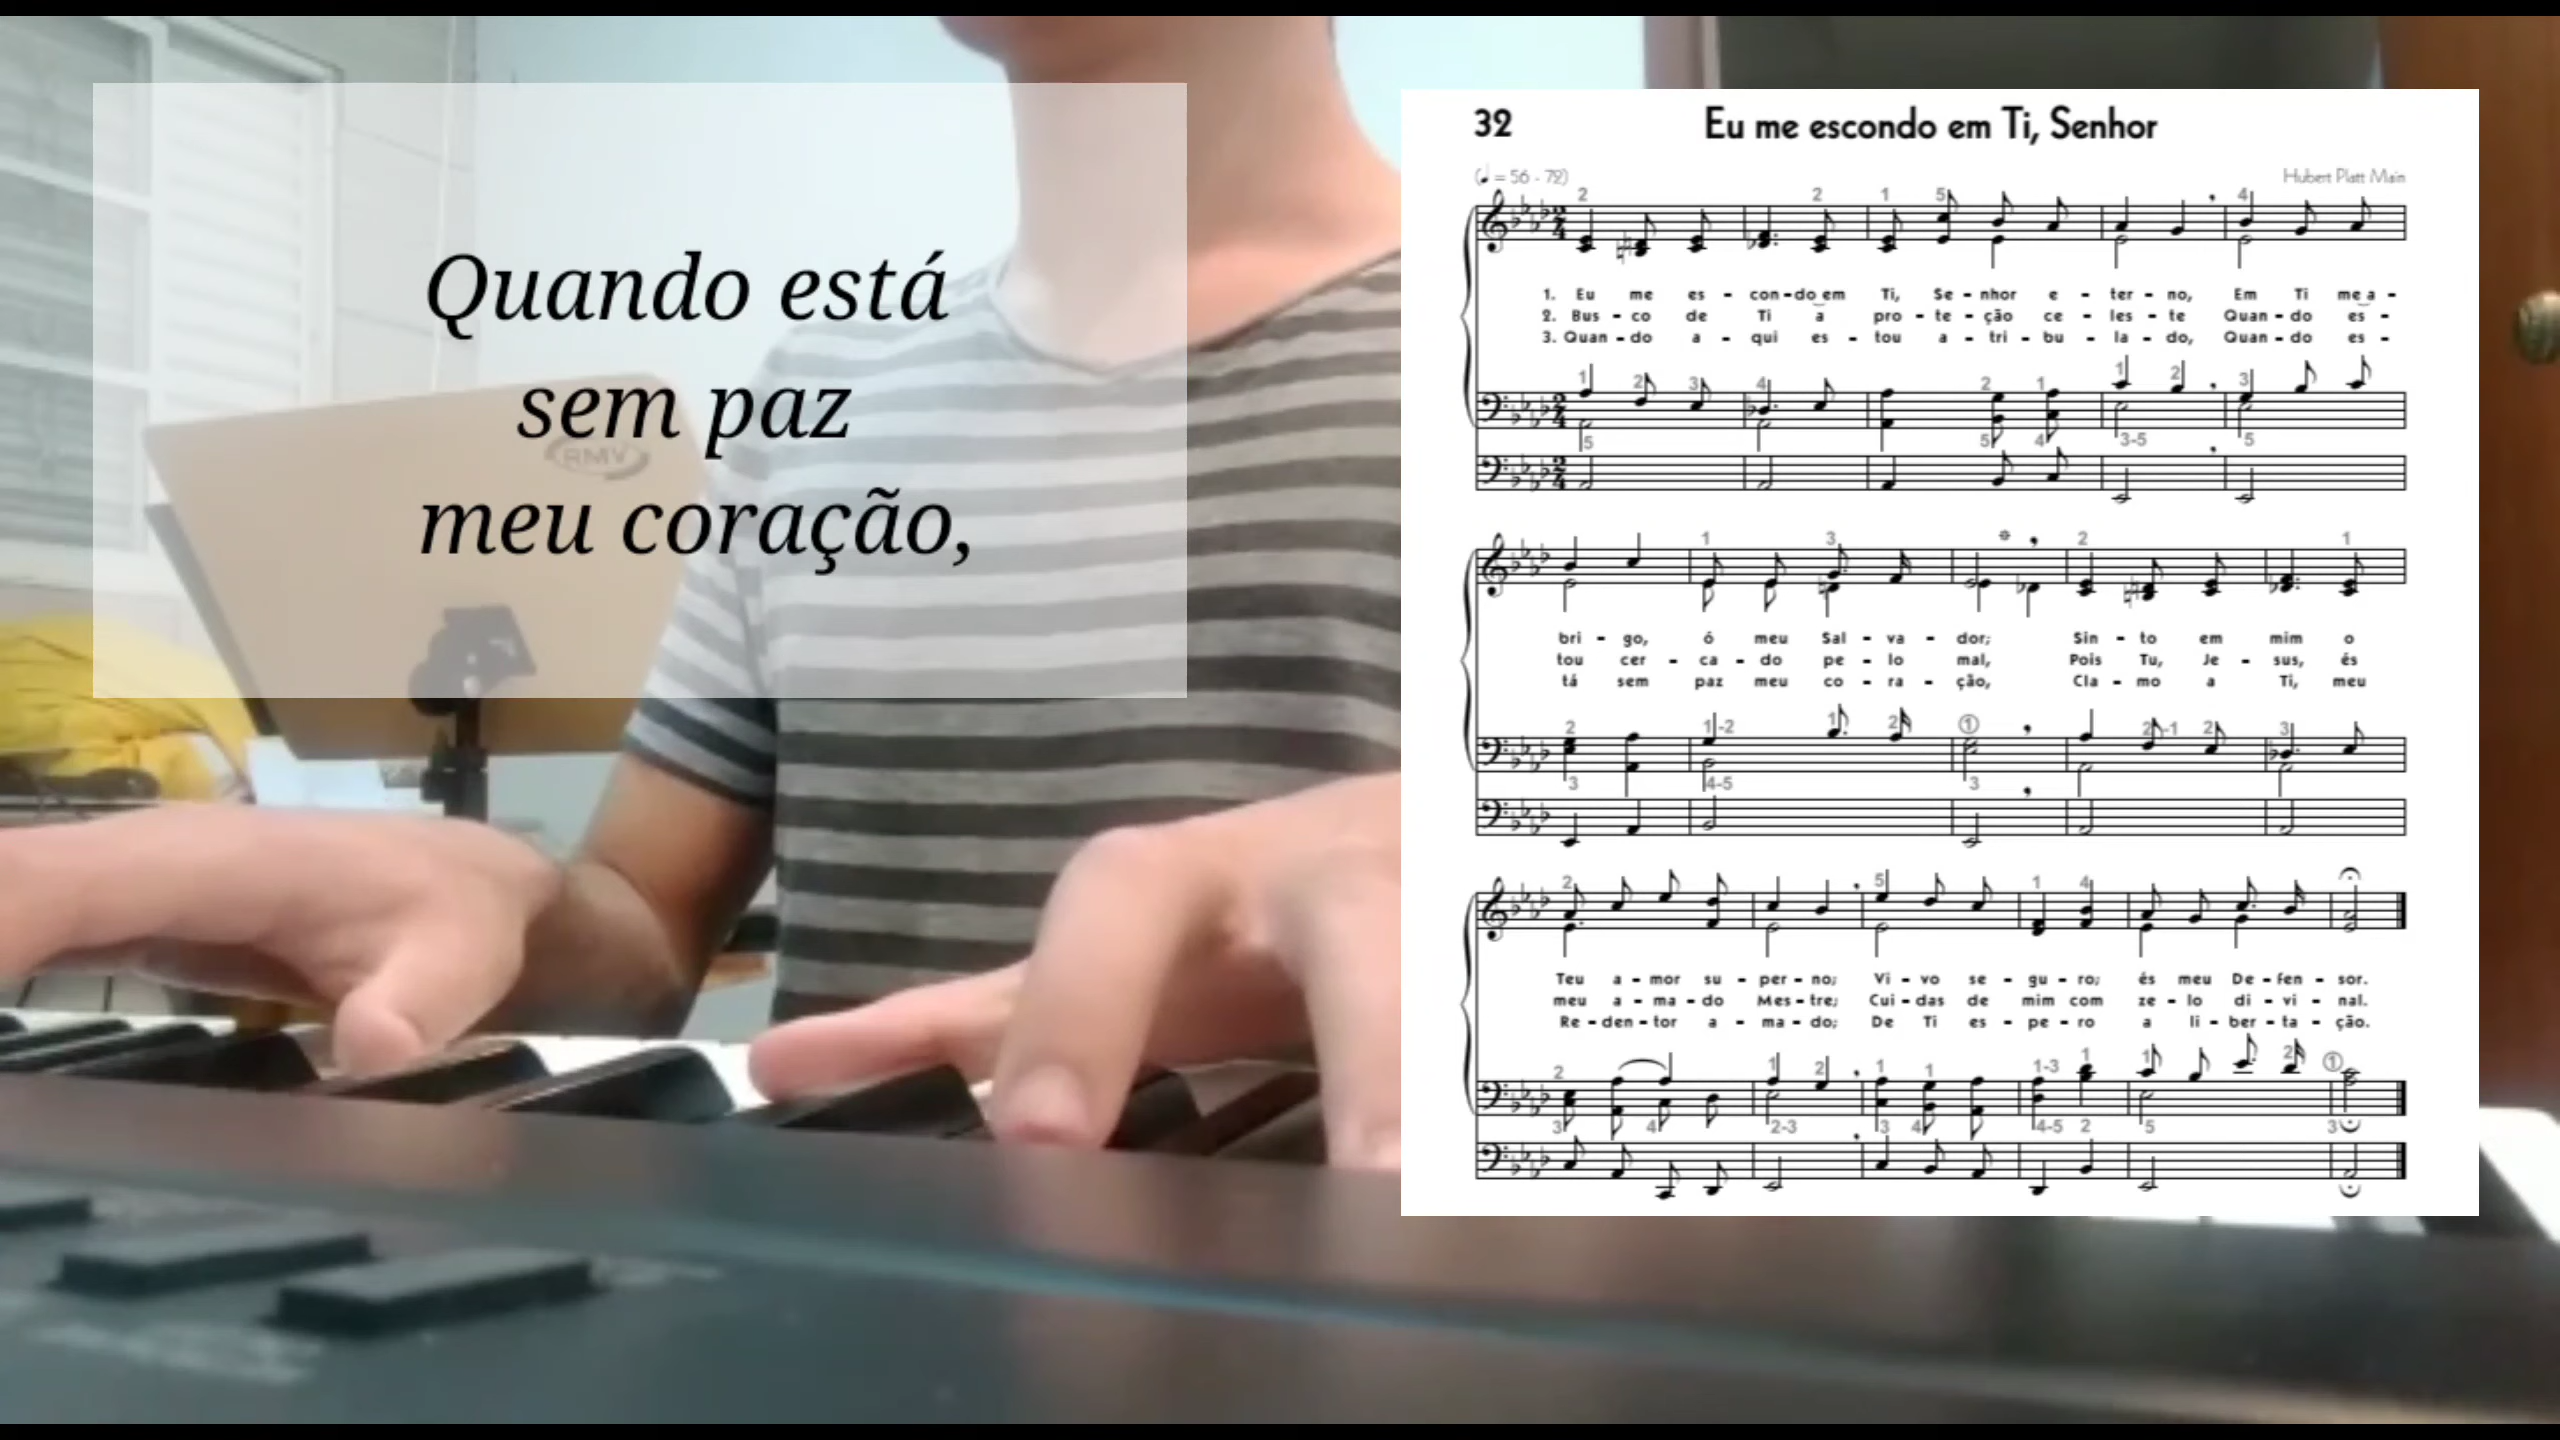 Quando está
sem paz
meu coração,
RMV
32
Eu me escondo em Ti, Senhor
(♩ = 56 - 72)
Hubert Platt Main
1. Eu me es - con - do em Ti, Se - nhor e - ter - no, Em Ti me a -
2. Bus - co de Ti a pro - te - ção ce - les - te Quan - do es -
3. Quan - do a - qui es - tou a - tri - bu - la - do, Quan - do es -
bri - go, ó meu Sal - va - dor; Sin - to em mim o
tou cer - ca - do pe - lo mal, Pois Tu, Je - sus, és
tá sem paz meu co - ra - ção, Cla - mo a Ti, meu
Teu a - mor su - per - no; Vi - vo se - gu - ro; és meu De - fen - sor.
meu a - ma - do Mes - tre; Cui - das de mim com ze - lo di - vi - nal.
Re - den - tor a - ma - do; De Ti es - pe - ro a li - ber - ta - ção.